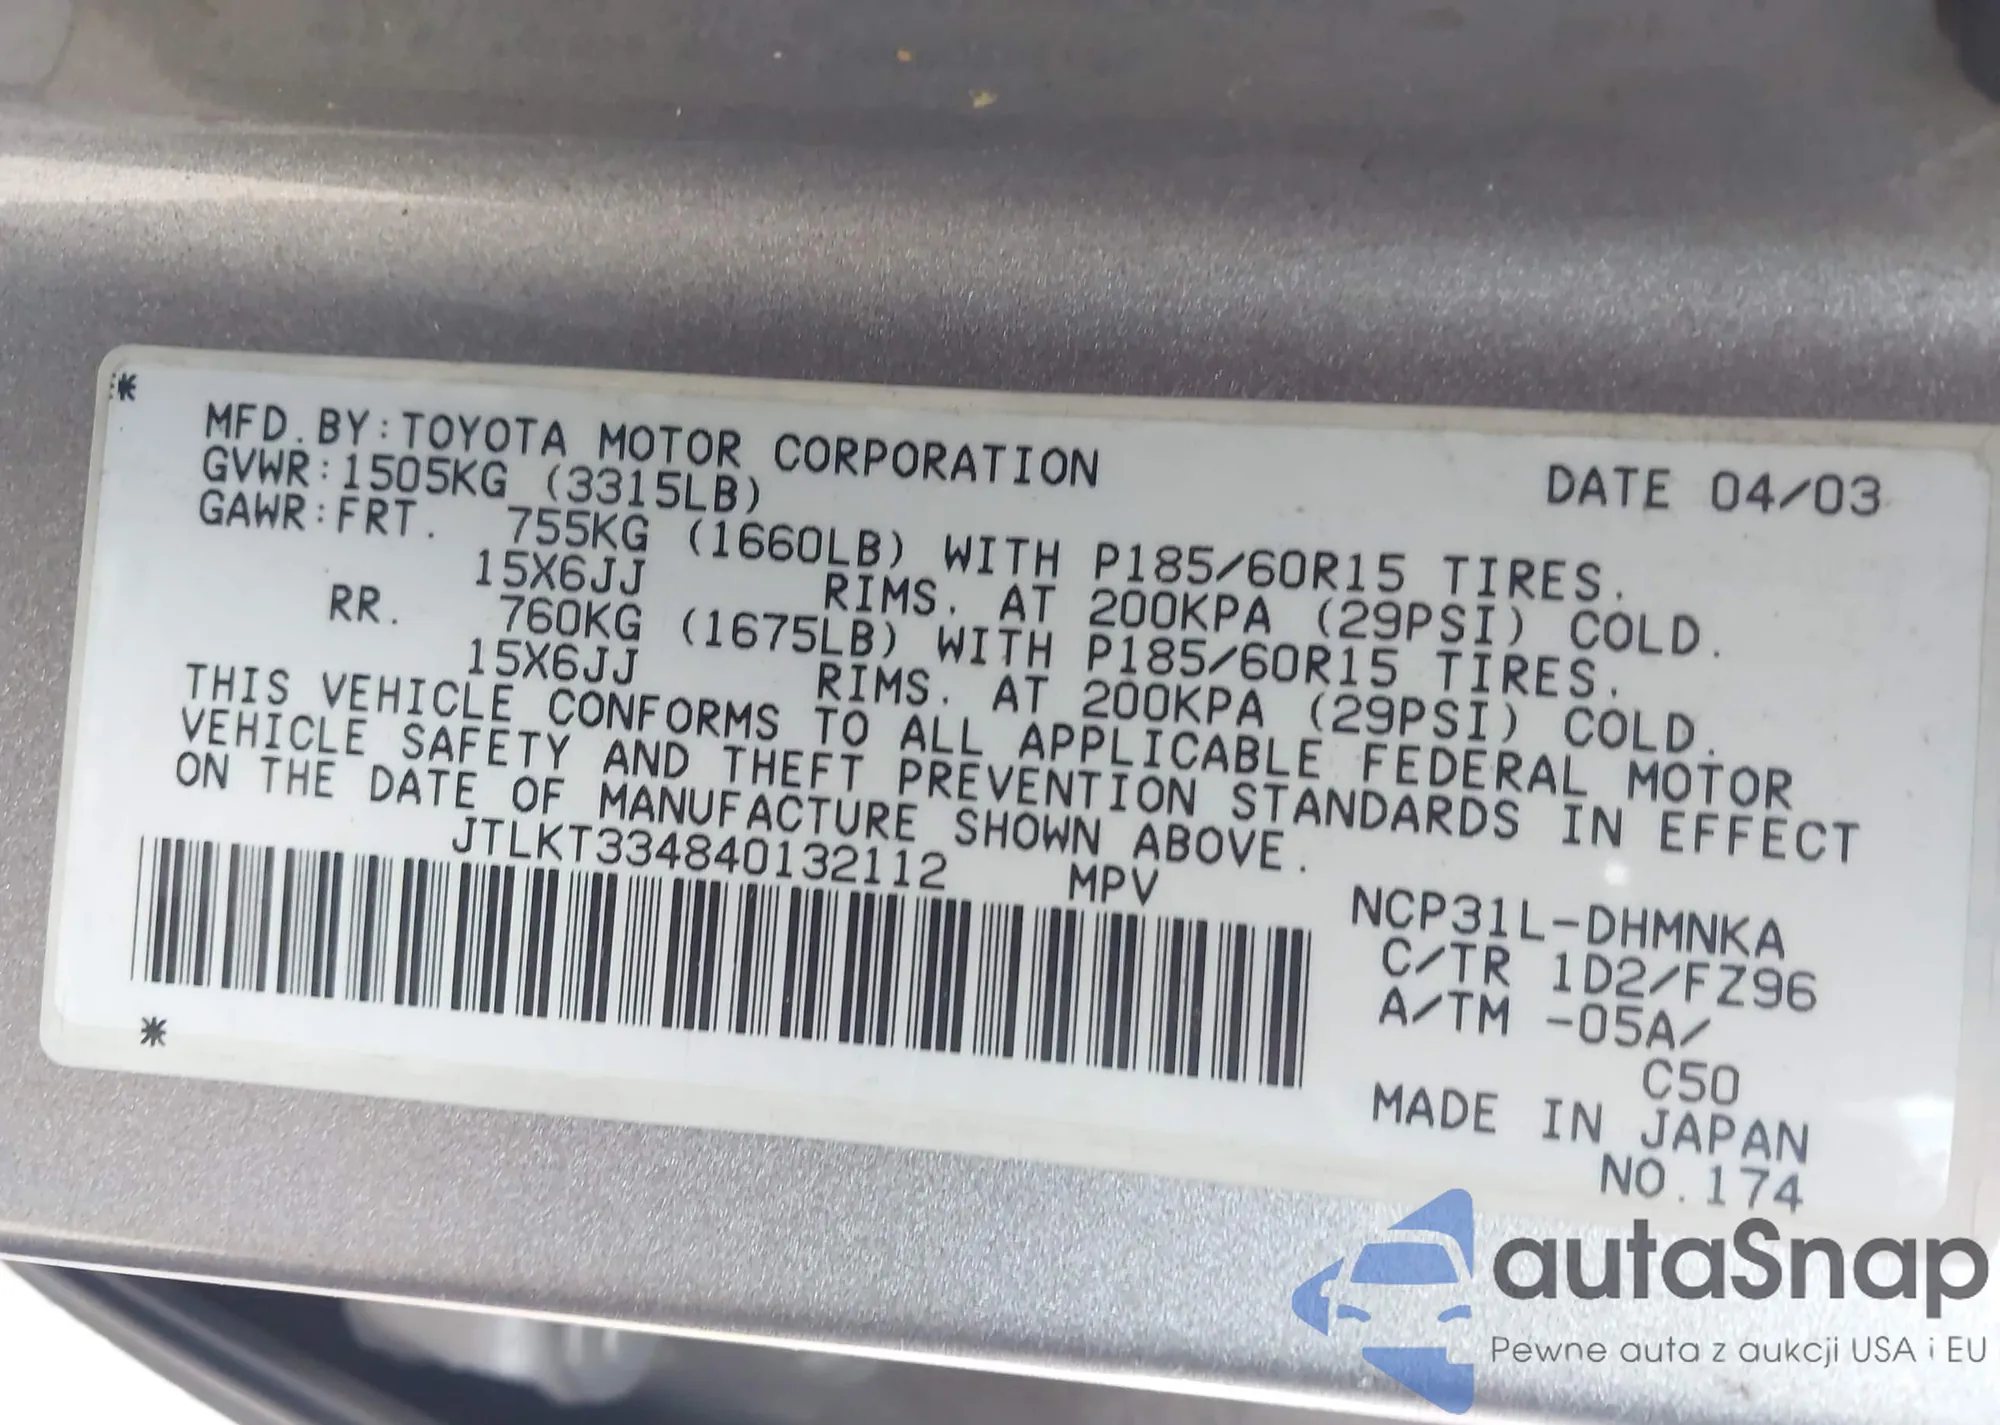 MFD.BY:TOYOTA MOTOR CORPORATION DATE 04/03
GVWR:1505KG (3315LB)
GAWR:FRT. 755KG (1660LB) WITH P185/60R15 TIRES.
15X6JJ RIMS. AT 200KPA (29PSI) COLD.
RR. 760KG (1675LB) WITH P185/60R15 TIRES.
15X6JJ RIMS. AT 200KPA (29PSI) COLD.
THIS VEHICLE CONFORMS TO ALL APPLICABLE FEDERAL MOTOR
VEHICLE SAFETY AND THEFT PREVENTION STANDARDS IN EFFECT
ON THE DATE OF MANUFACTURE SHOWN ABOVE.
JTLKT334840132112 MPV
NCP31L-DHMNKA
C/TR 1D2/FZ96
A/TM -05A/
C50
MADE IN JAPAN
NO.174
autaSnap
Pewne auta z aukcji USA i EU